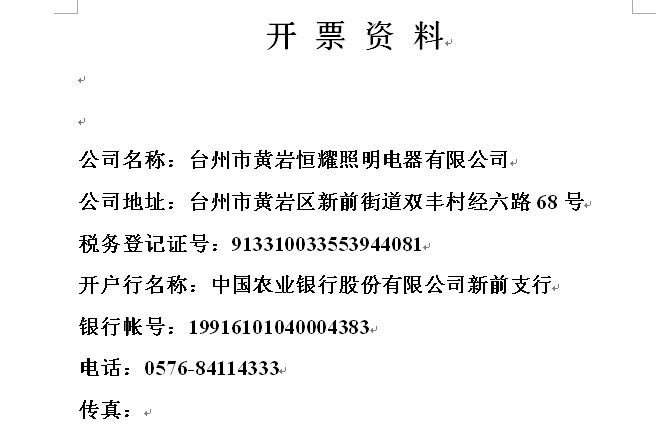 开 票 资 料
公司名称：台州市黄岩恒耀照明电器有限公司
公司地址：台州市黄岩区新前街道双丰村经六路 68 号
税务登记证号：913310033553944081
开户行名称：中国农业银行股份有限公司新前支行
银行帐号：19916101040004383
电话：0576-84114333
传真：